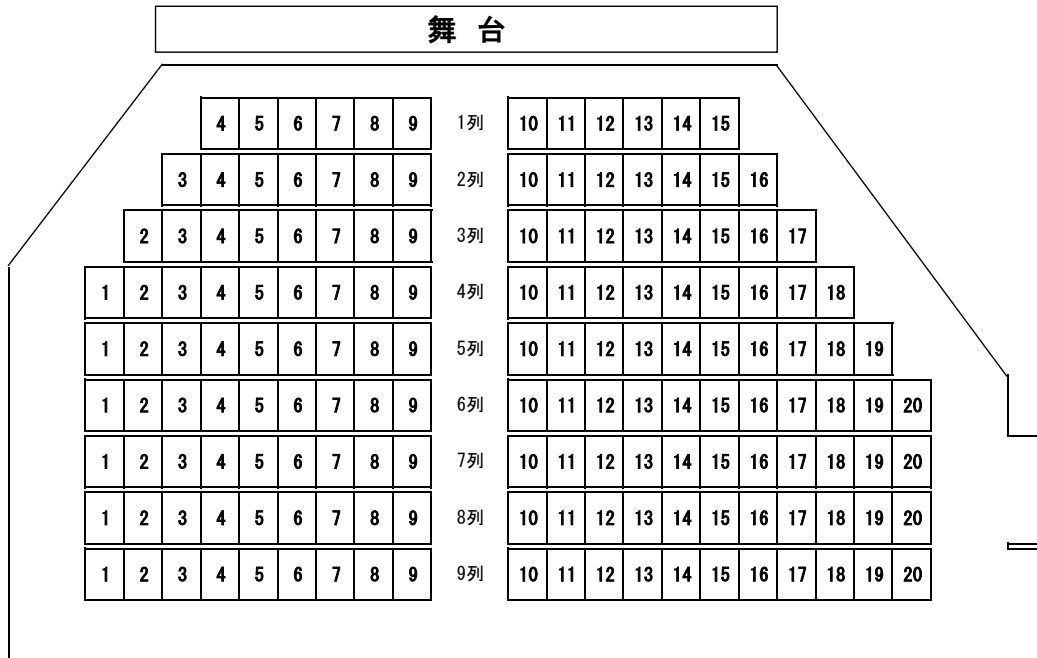 舞 台
4 5 6 7 8 9 1列 10 11 12 13 14 15
3 4 5 6 7 8 9 2列 10 11 12 13 14 15 16
2 3 4 5 6 7 8 9 3列 10 11 12 13 14 15 16 17
1 2 3 4 5 6 7 8 9 4列 10 11 12 13 14 15 16 17 18
1 2 3 4 5 6 7 8 9 5列 10 11 12 13 14 15 16 17 18 19
1 2 3 4 5 6 7 8 9 6列 10 11 12 13 14 15 16 17 18 19 20
1 2 3 4 5 6 7 8 9 7列 10 11 12 13 14 15 16 17 18 19 20
1 2 3 4 5 6 7 8 9 8列 10 11 12 13 14 15 16 17 18 19 20
1 2 3 4 5 6 7 8 9 9列 10 11 12 13 14 15 16 17 18 19 20